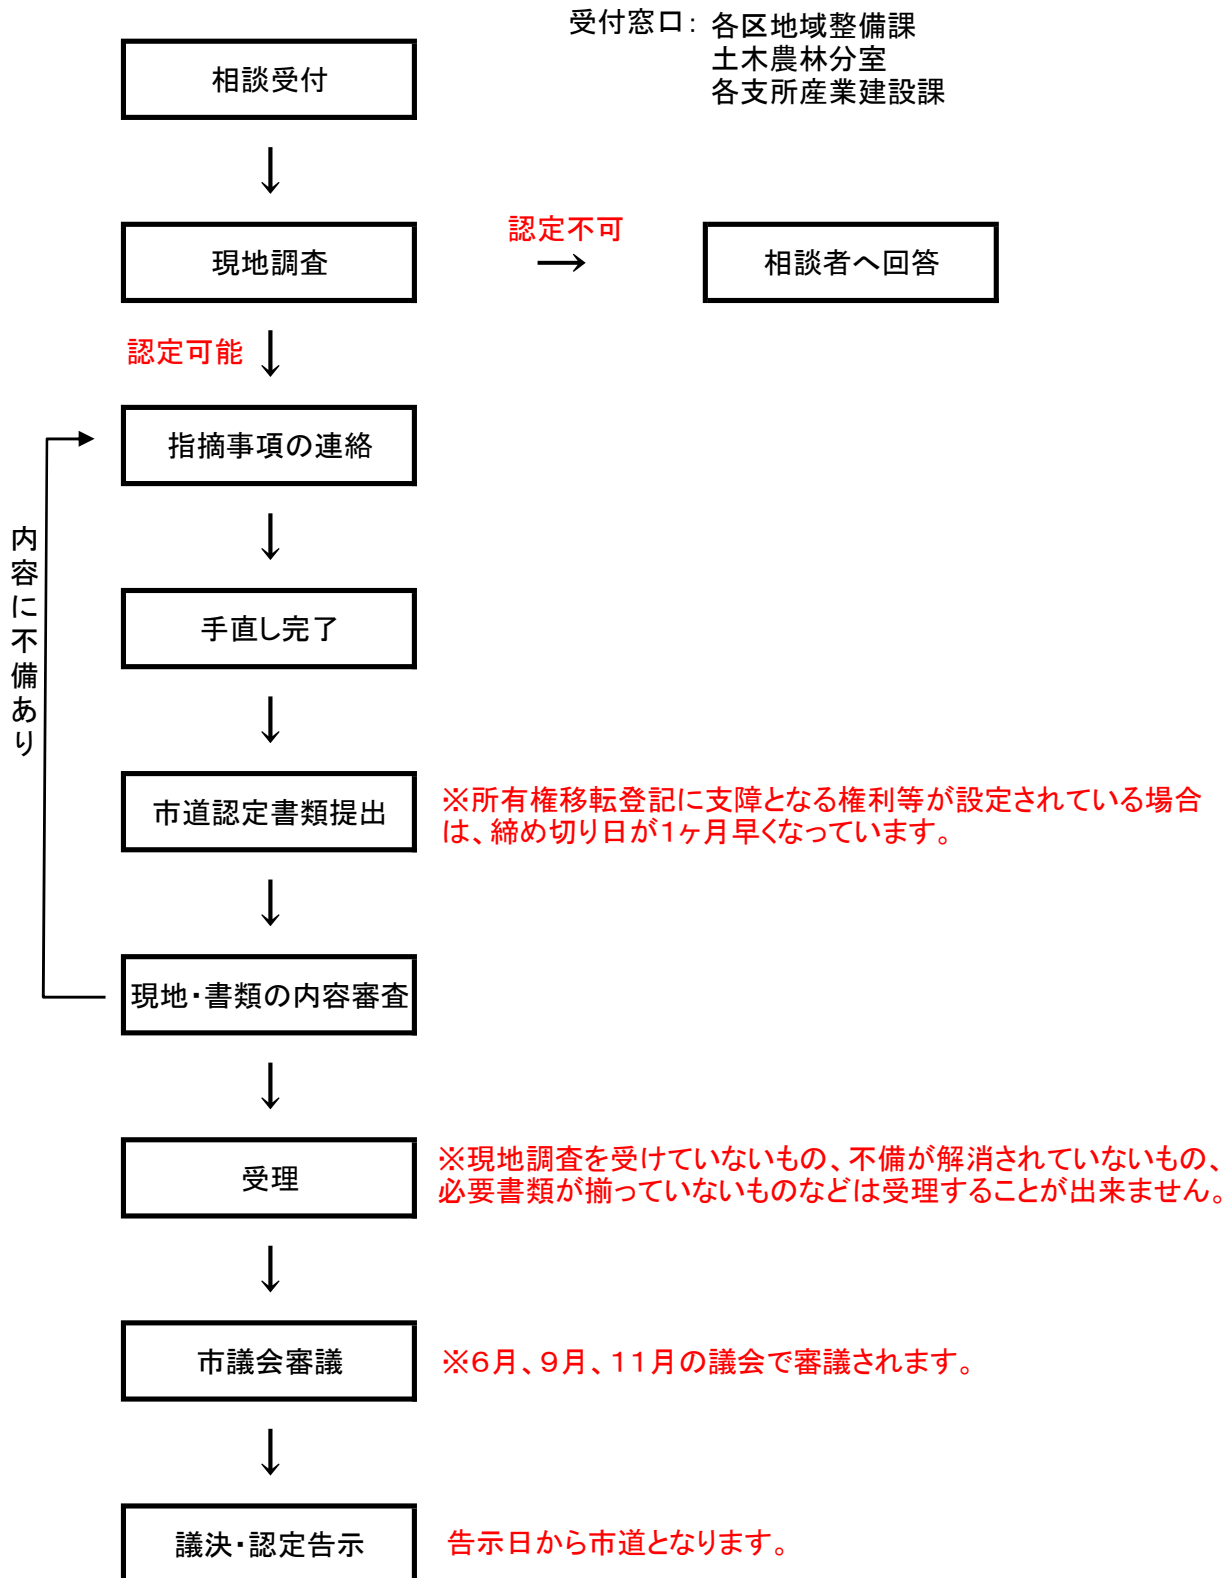 受付窓口：各区地域整備課
土木農林分室
各支所産業建設課
相談受付
↓
現地調査
認定不可
→
相談者へ回答
認定可能
↓
指摘事項の連絡
↓
手直し完了
↓
市道認定書類提出
※所有権移転登記に支障となる権利等が設定されている場合
は、締め切り日が1ヶ月早くなっています。
↓
現地・書類の内容審査
内容に不備あり
↓
受理
※現地調査を受けていないもの、不備が解消されていないもの、
必要書類が揃っていないものなどは受理することが出来ません。
↓
市議会審議
※6月、9月、11月の議会で審議されます。
↓
議決・認定告示
告示日から市道となります。